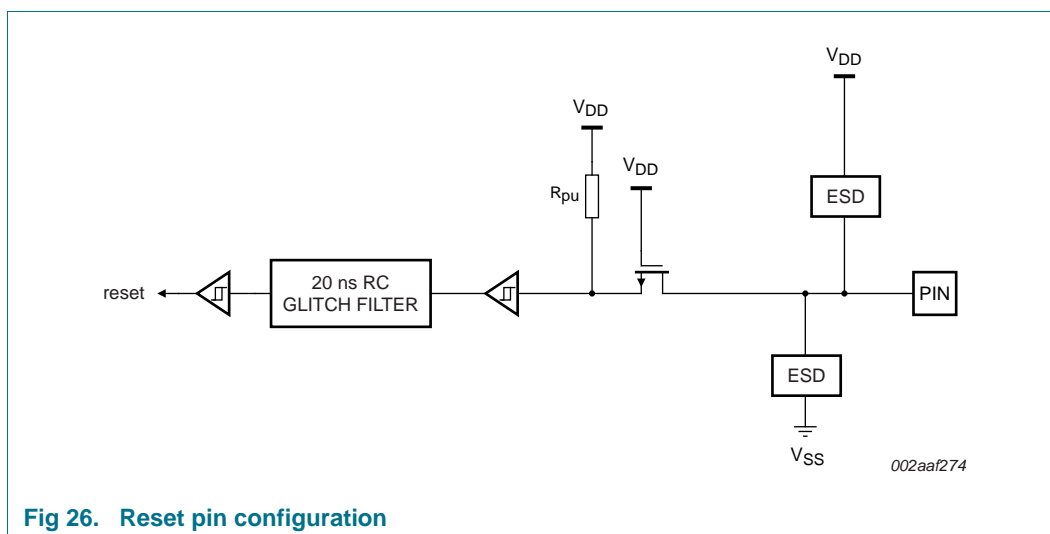 VDD
VDD
VDD
ESD
Rpu
reset
20 ns RC
GLITCH FILTER
PIN
ESD
VSS
002aaf274
Fig 26. Reset pin configuration